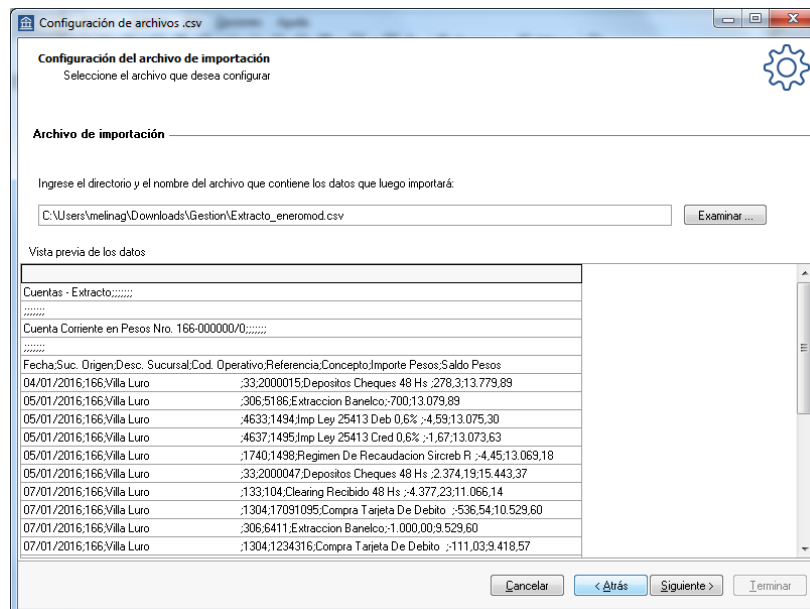 Configuración de archivos .csv
Configuración del archivo de importación
Seleccione el archivo que desea configurar
Archivo de importación
Ingrese el directorio y el nombre del archivo que contiene los datos que luego importará:
C:\Users\melinag\Downloads\Gestion\Extracto_eneromod.csv
Examinar ...
Vista previa de los datos
Cuentas - Extracto;;;;;;;
;;;;;;;
Cuenta Corriente en Pesos Nro. 166-000000/0;;;;;;;
;;;;;;;
Fecha;Suc. Origen;Desc. Sucursal;Cod. Operativo;Referencia;Concepto;Importe Pesos;Saldo Pesos
04/01/2016;166;Villa Luro ;33;2000015;Depositos Cheques 48 Hs ;278,3;13.779,89
05/01/2016;166;Villa Luro ;306;5186;Extraccion Banelco;-700;13.079,89
05/01/2016;166;Villa Luro ;4633;1494;Imp Ley 25413 Deb 0,6% ;-4,59;13.075,30
05/01/2016;166;Villa Luro ;4637;1495;Imp Ley 25413 Cred 0,6% ;-1,67;13.073,63
05/01/2016;166;Villa Luro ;1740;1498;Regimen De Recaudacion Sircreb R ;-4,45;13.069,18
05/01/2016;166;Villa Luro ;33;2000047;Depositos Cheques 48 Hs ;2.374,19;15.443,37
07/01/2016;166;Villa Luro ;133;104;Clearing Recibido 48 Hs ;-4.377,23;11.066,14
07/01/2016;166;Villa Luro ;1304;17091095;Compra Tarjeta De Debito ;-536,54;10.529,60
07/01/2016;166;Villa Luro ;306;6411;Extraccion Banelco;-1.000,00;9.529,60
07/01/2016;166;Villa Luro ;1304;1234316;Compra Tarjeta De Debito ;-111,03;9.418,57
Cancelar < Atrás Siguiente > Terminar